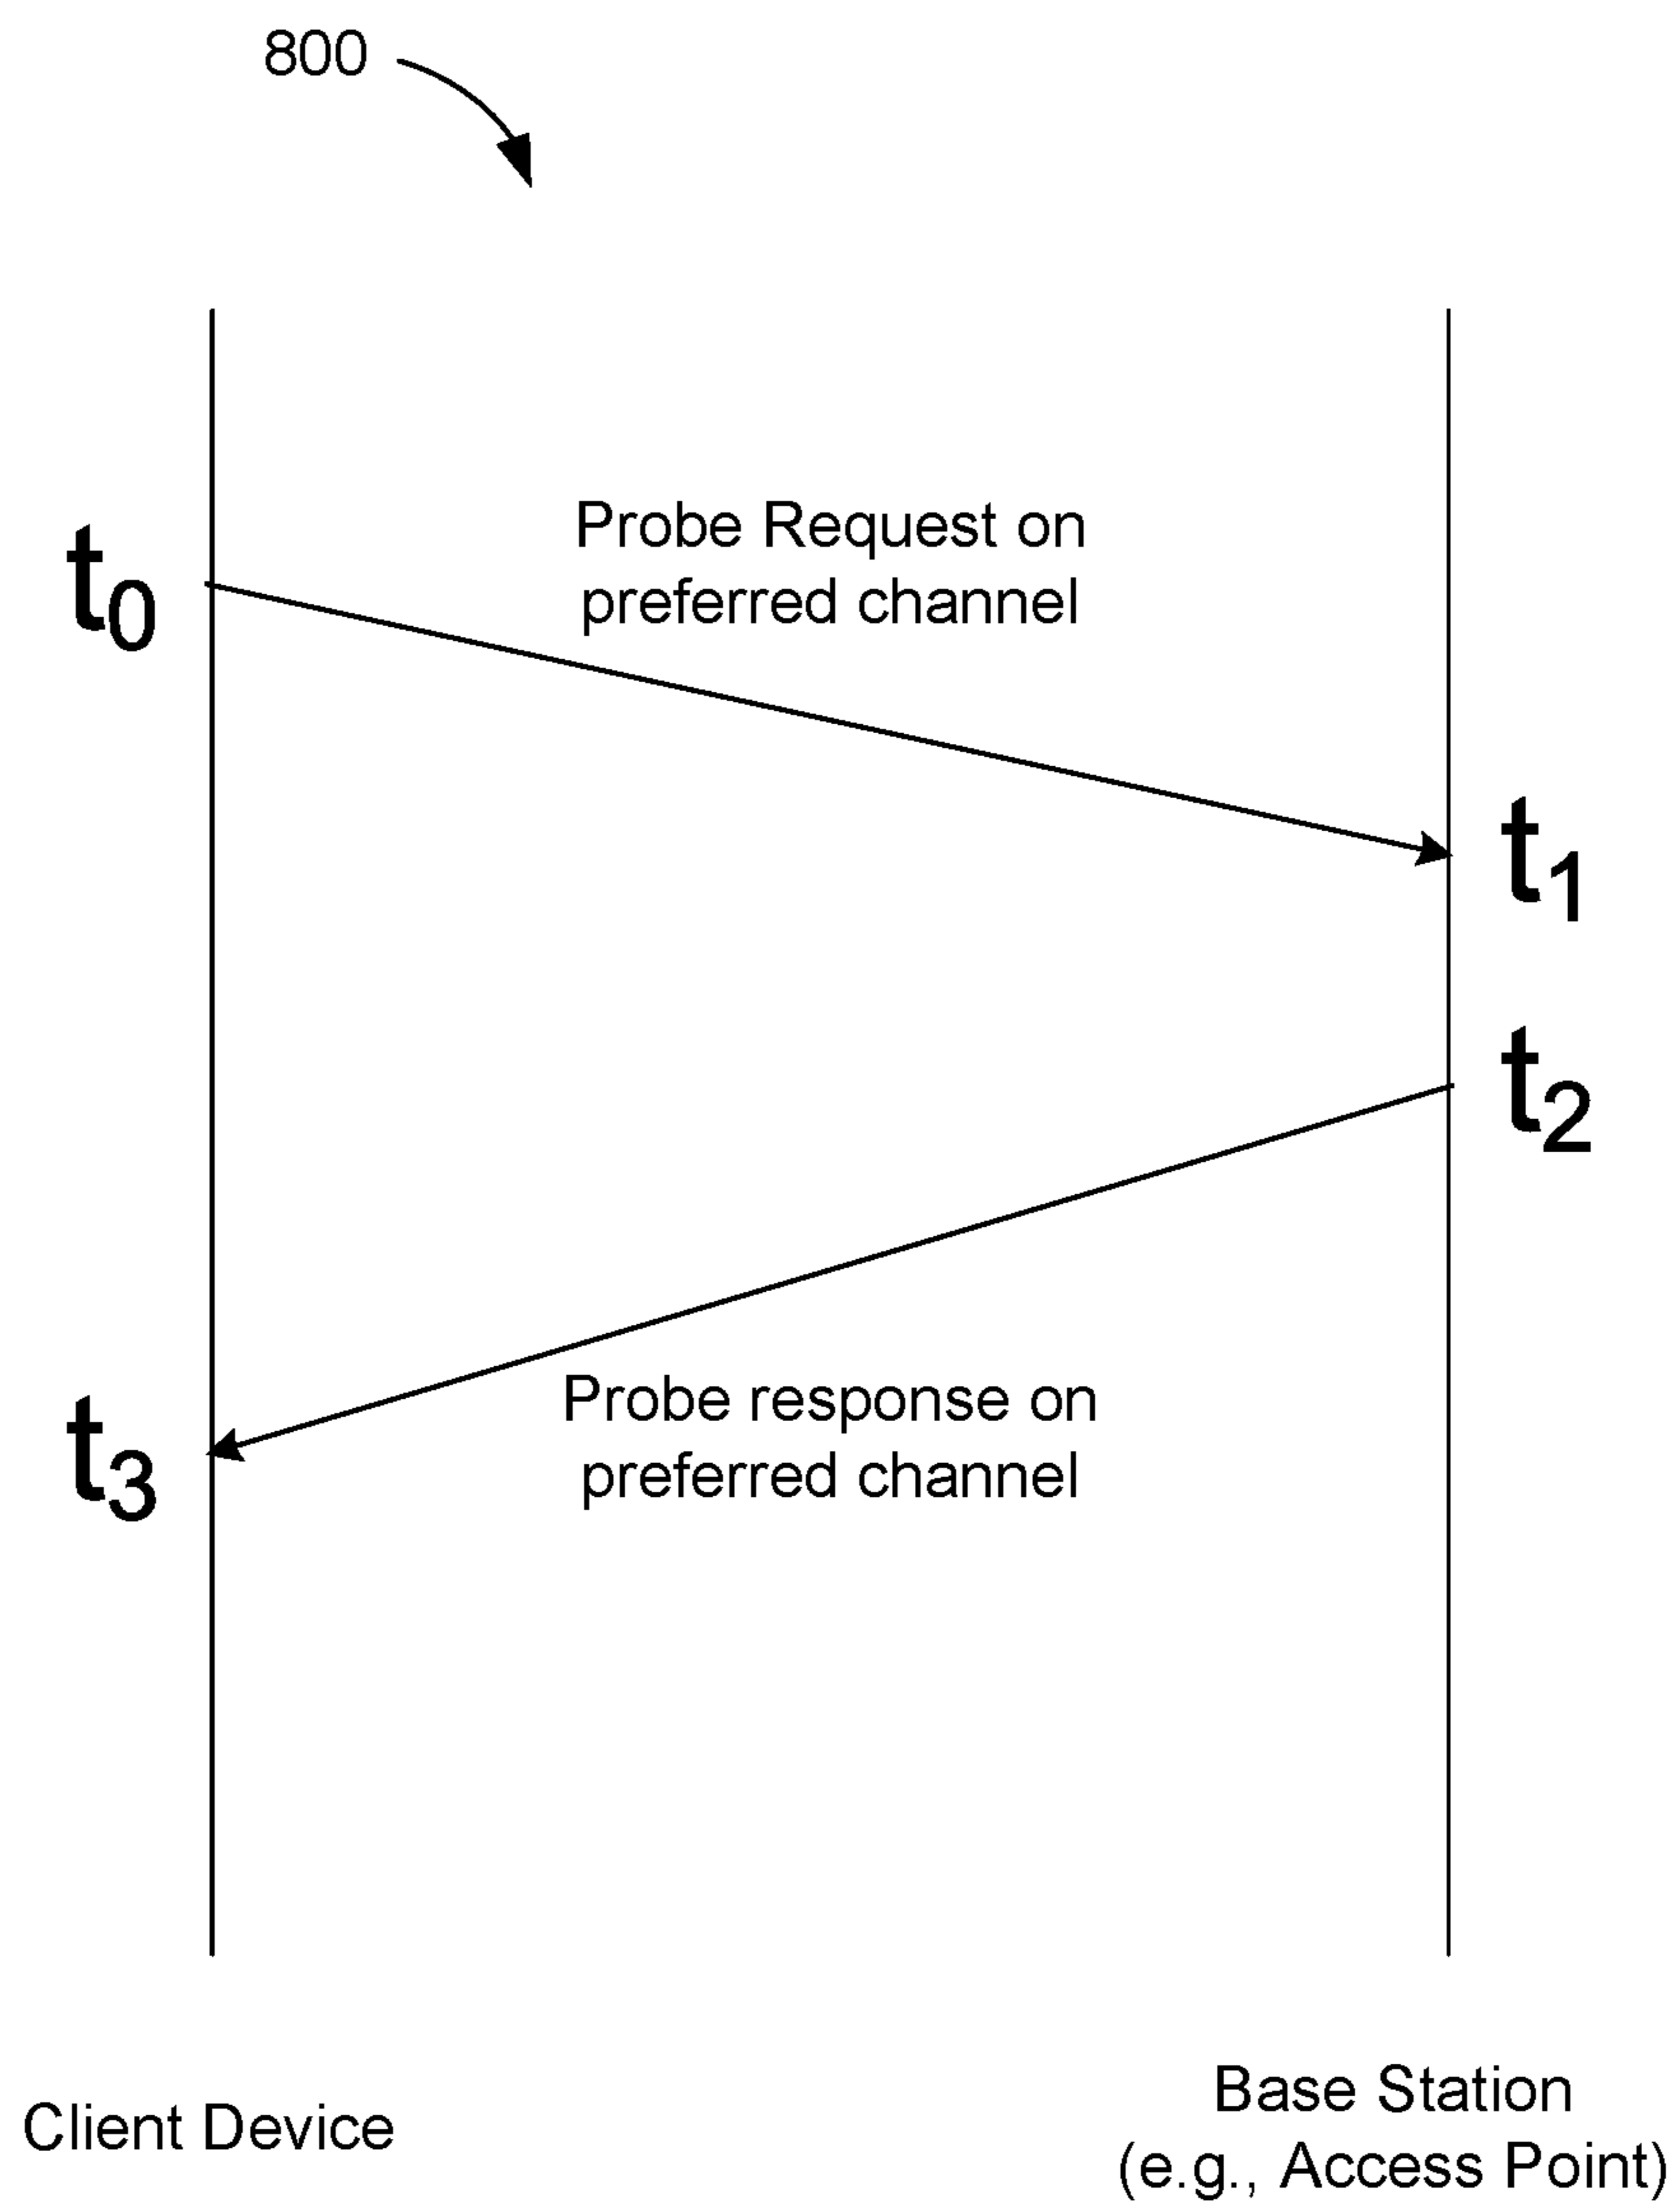 800
Probe Request on
preferred channel
t0
t1
t2
Probe response on
preferred channel
t3
Client Device
Base Station
(e.g., Access Point)